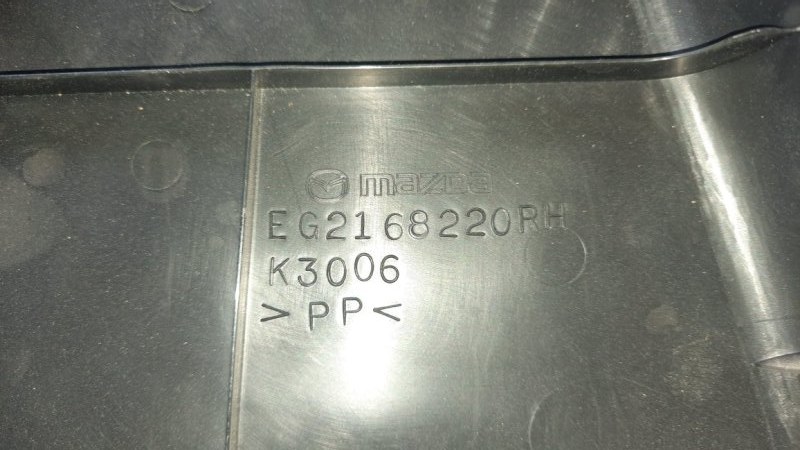 mazda
EG2168220RH
K3006
>PP<